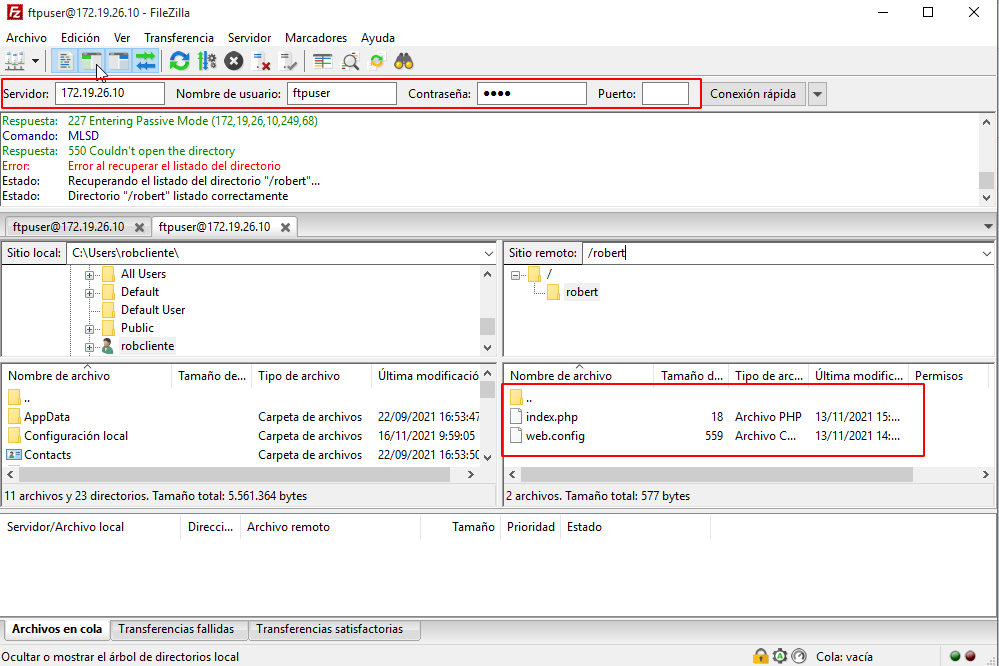 ftpuser@172.19.26.10 - FileZilla
Archivo Edición Ver Transferencia Servidor Marcadores Ayuda
Servidor: 172.19.26.10 Nombre de usuario: ftpuser Contraseña: ●●●● Puerto: Conexión rápida
Respuesta: 227 Entering Passive Mode (172,19,26,10,249,68)
Comando: MLSD
Respuesta: 550 Couldn't open the directory
Error: Error al recuperar el listado del directorio
Estado: Recuperando el listado del directorio "/robert"...
Estado: Directorio "/robert" listado correctamente
ftpuser@172.19.26.10 ftpuser@172.19.26.10
Sitio local: C:\Users\robcliente\
All Users
Default
Default User
Public
robcliente
Nombre de archivo Tamaño de... Tipo de archivo Última modificació
..
AppData Carpeta de archivos 22/09/2021 16:53:47
Configuración local Carpeta de archivos 16/11/2021 9:59:05
Contacts Carpeta de archivos 22/09/2021 16:53:50
11 archivos y 23 directorios. Tamaño total: 5.561.364 bytes
Sitio remoto: /robert
/
robert
Nombre de archivo Tamaño d... Tipo de arc... Última modific... Permisos
..
index.php 18 Archivo PHP 13/11/2021 15:...
web.config 559 Archivo C... 13/11/2021 14:...
2 archivos. Tamaño total: 577 bytes
Servidor/Archivo local Direcci... Archivo remoto Tamaño Prioridad Estado
Archivos en cola Transferencias fallidas Transferencias satisfactorias
Ocultar o mostrar el árbol de directorios local Cola: vacía